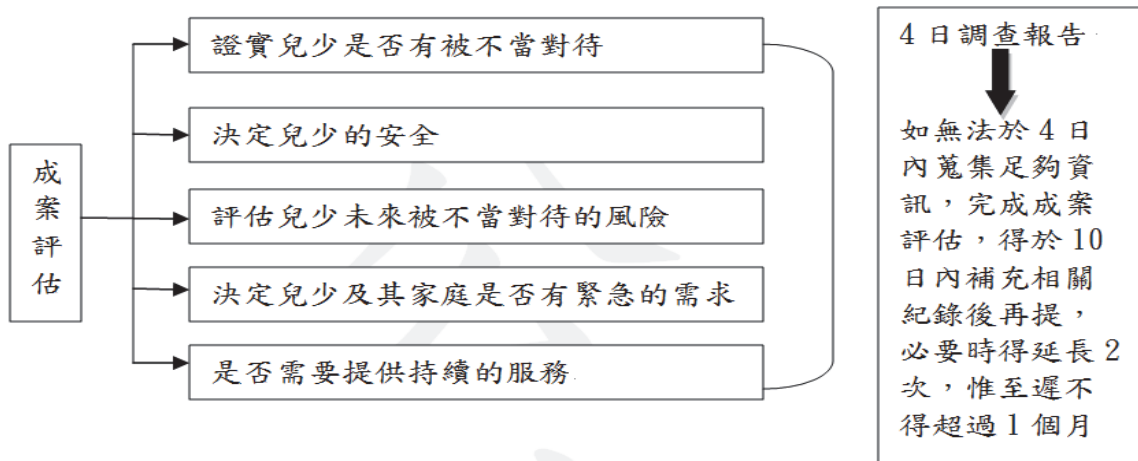 成案評估
證實兒少是否有被不當對待
決定兒少的安全
評估兒少未來被不當對待的風險
決定兒少及其家庭是否有緊急的需求
是否需要提供持續的服務
4日調查報告
如無法於4日
內蒐集足夠資
訊，完成成案
評估，得於10
日內補充相關
紀錄後再提，
必要時得延長2
次，惟至遲不
得超過1個月